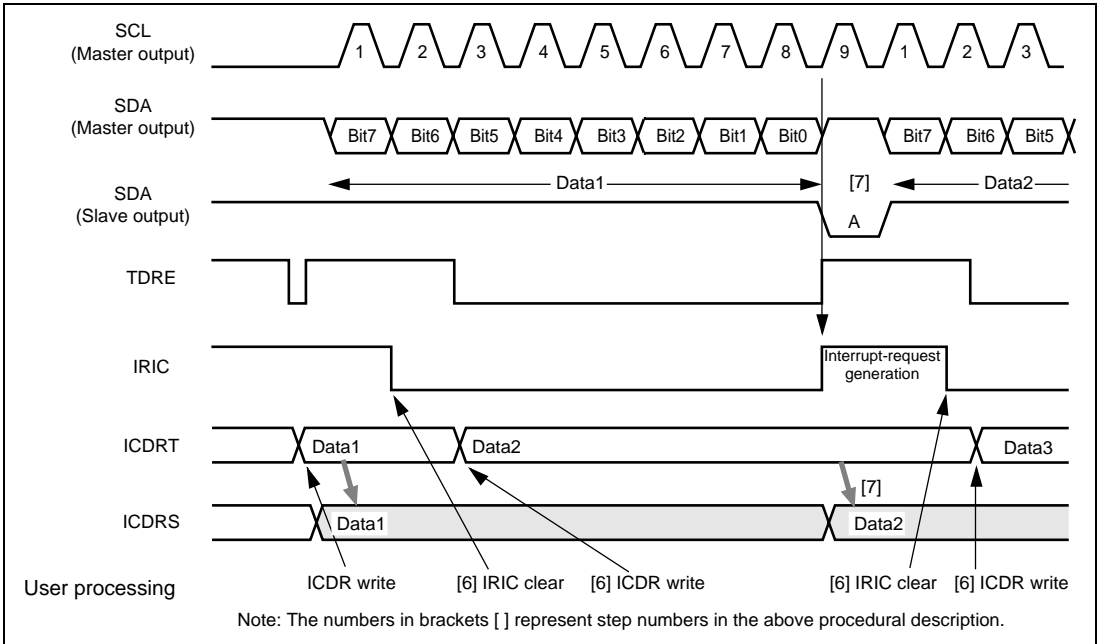 SCL
(Master output)
1 2 3 4 5 6 7 8 9 1 2 3
SDA
(Master output)
Bit7 Bit6 Bit5 Bit4 Bit3 Bit2 Bit1 Bit0 Bit7 Bit6 Bit5
Data1 [7] Data2
SDA
(Slave output)
A
TDRE
IRIC
Interrupt-request
generation
ICDRT
Data1 Data2 Data3
[7]
ICDRS
Data1 Data2
User processing
ICDR write [6] IRIC clear [6] ICDR write [6] IRIC clear [6] ICDR write
Note: The numbers in brackets [ ] represent step numbers in the above procedural description.